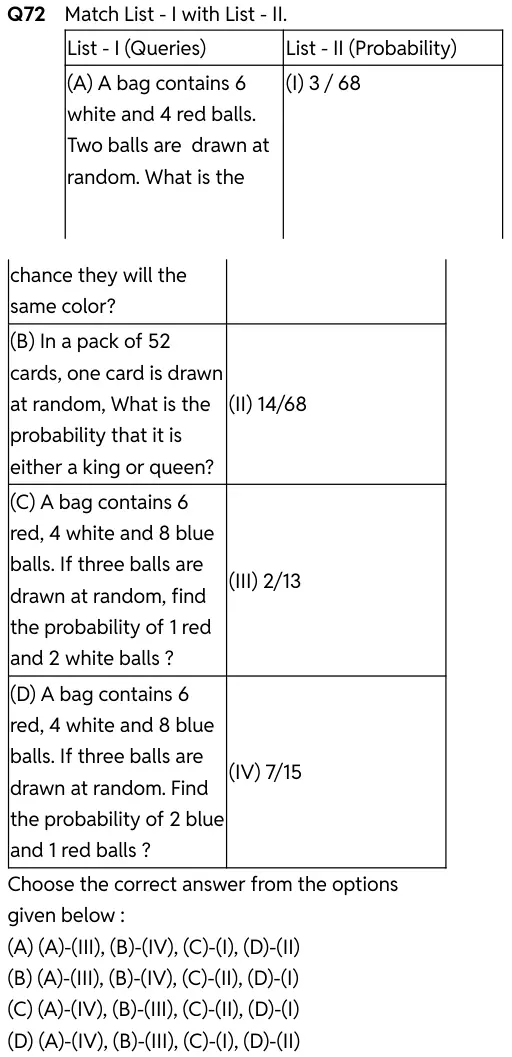 Q72 Match List - I with List - II.
List - I (Queries) List - II (Probability)
(A) A bag contains 6 (I) 3 / 68
white and 4 red balls.
Two balls are drawn at
random. What is the
chance they will the
same color?
(B) In a pack of 52
cards, one card is drawn
at random, What is the (II) 14/68
probability that it is
either a king or queen?
(C) A bag contains 6
red, 4 white and 8 blue
balls. If three balls are
drawn at random, find (III) 2/13
the probability of 1 red
and 2 white balls ?
(D) A bag contains 6
red, 4 white and 8 blue
balls. If three balls are
drawn at random. Find (IV) 7/15
the probability of 2 blue
and 1 red balls ?
Choose the correct answer from the options
given below :
(A) (A)-(III), (B)-(IV), (C)-(I), (D)-(II)
(B) (A)-(III), (B)-(IV), (C)-(II), (D)-(I)
(C) (A)-(IV), (B)-(III), (C)-(II), (D)-(I)
(D) (A)-(IV), (B)-(III), (C)-(I), (D)-(II)